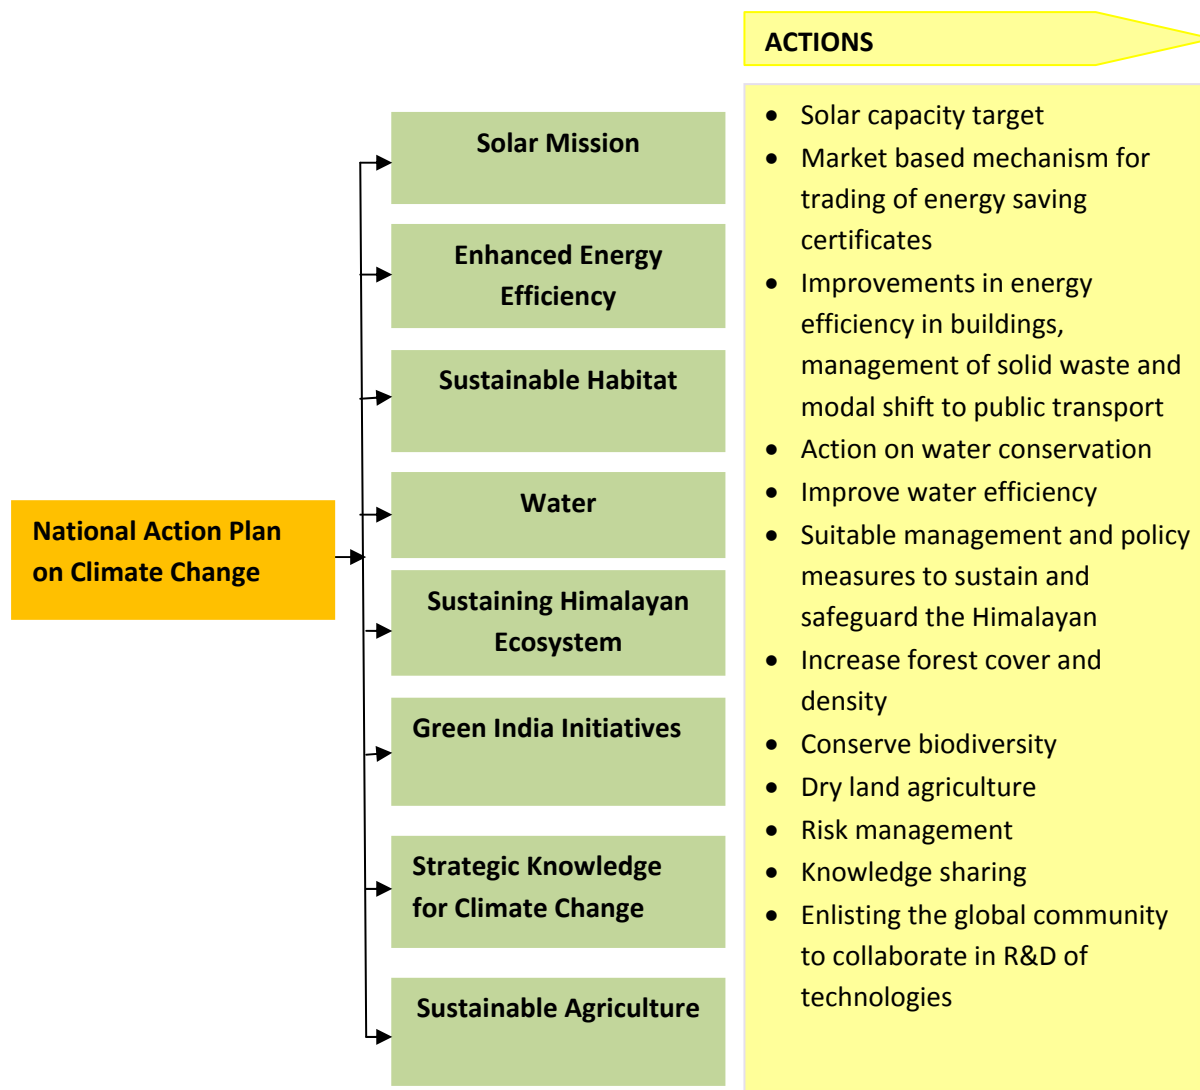 ACTIONS
Solar Mission
Enhanced Energy
Efficiency
Sustainable Habitat
Water
National Action Plan
on Climate Change
Sustaining Himalayan
Ecosystem
Green India Initiatives
Strategic Knowledge
for Climate Change
Sustainable Agriculture
• Solar capacity target
• Market based mechanism for
trading of energy saving
certificates
• Improvements in energy
efficiency in buildings,
management of solid waste and
modal shift to public transport
• Action on water conservation
• Improve water efficiency
• Suitable management and policy
measures to sustain and
safeguard the Himalayan
• Increase forest cover and
density
• Conserve biodiversity
• Dry land agriculture
• Risk management
• Knowledge sharing
• Enlisting the global community
to collaborate in R&D of
technologies